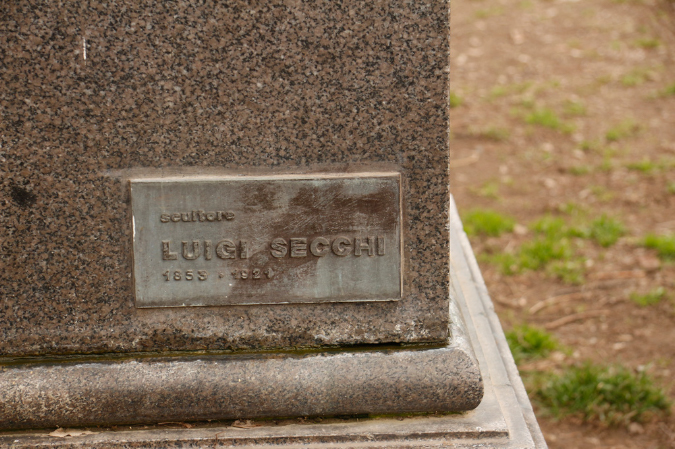 scultore
LUIGI SECCHI
1853 - 1921